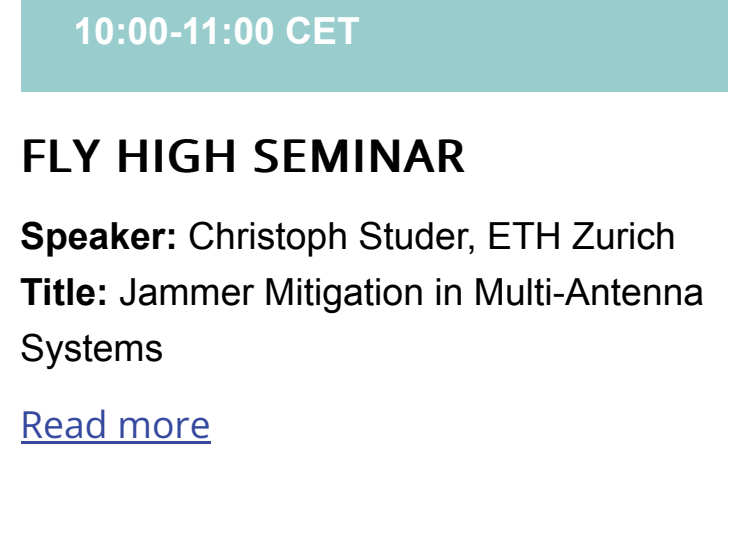 10:00-11:00 CET
FLY HIGH SEMINAR
Speaker: Christoph Studer, ETH Zurich
Title: Jammer Mitigation in Multi-Antenna
Systems
Read more